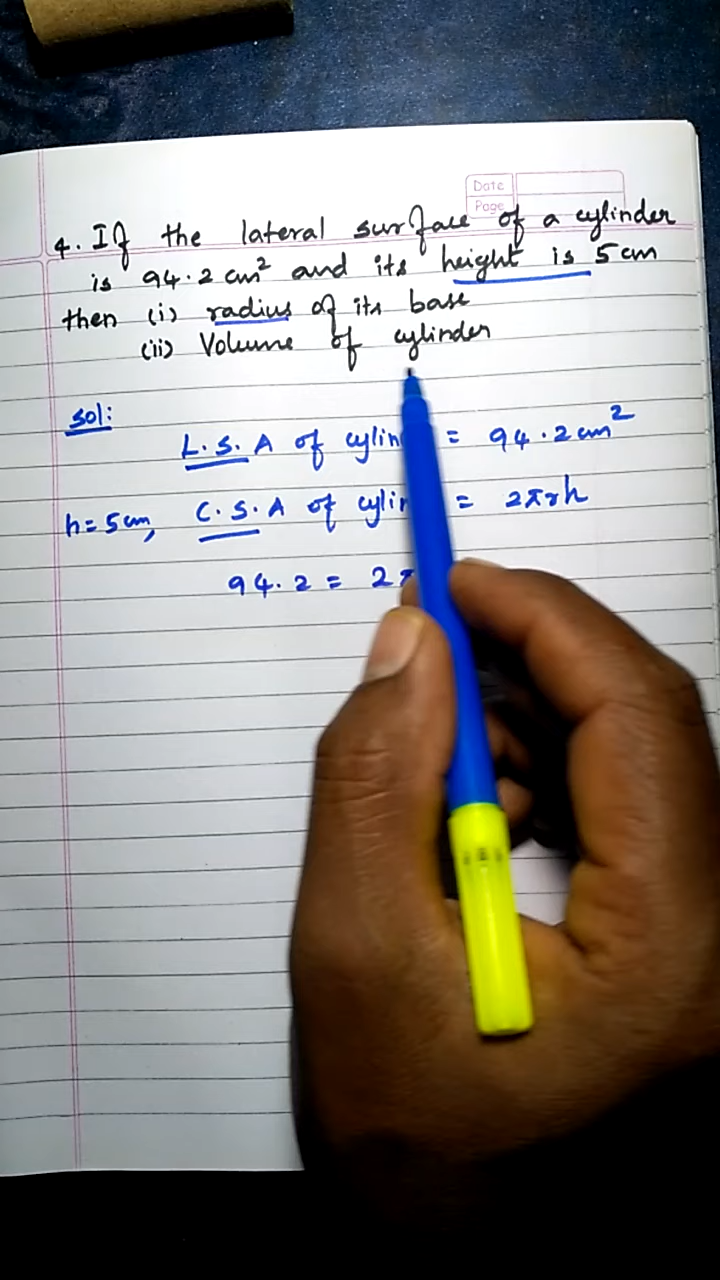 Date
Page
4. If the lateral surface of a cylinder
is 94.2 cm² and its height is 5 cm
then (i) radius of its base
(ii) Volume of cylinder
sol:
L.S.A of = 94.2 cm²
h = 5 cm, C.S.A of = 2πrh
94.2 = 2